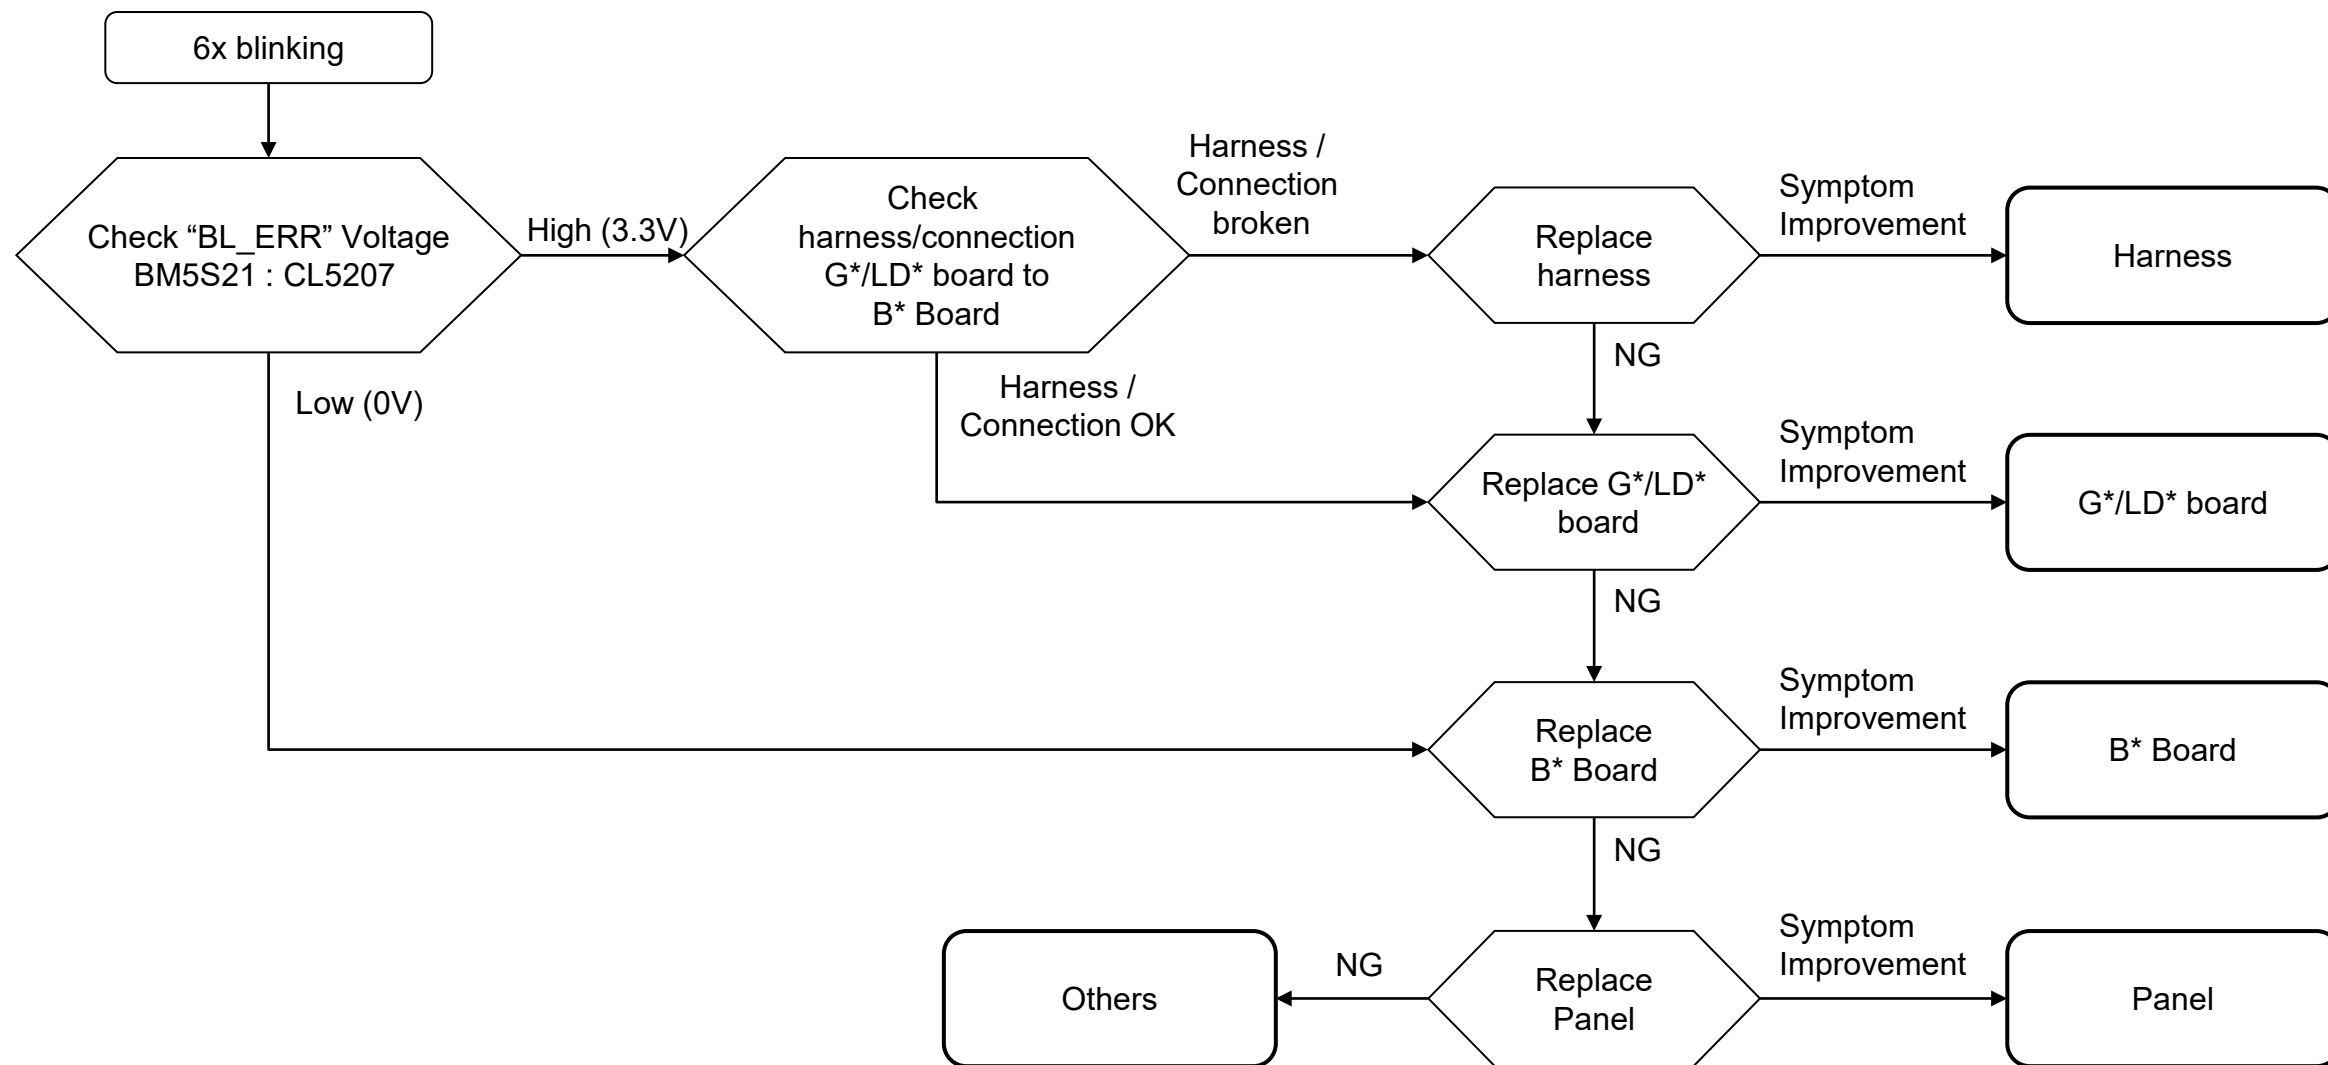 6x blinking
Check “BL_ERR” Voltage
BM5S21 : CL5207
High (3.3V)
Low (0V)
Check
harness/connection
G*/LD* board to
B* Board
Harness /
Connection
broken
Harness /
Connection OK
Replace
harness
Symptom
Improvement
Harness
NG
Replace G*/LD*
board
Symptom
Improvement
G*/LD* board
NG
Replace
B* Board
Symptom
Improvement
B* Board
NG
Replace
Panel
Symptom
Improvement
Panel
NG
Others